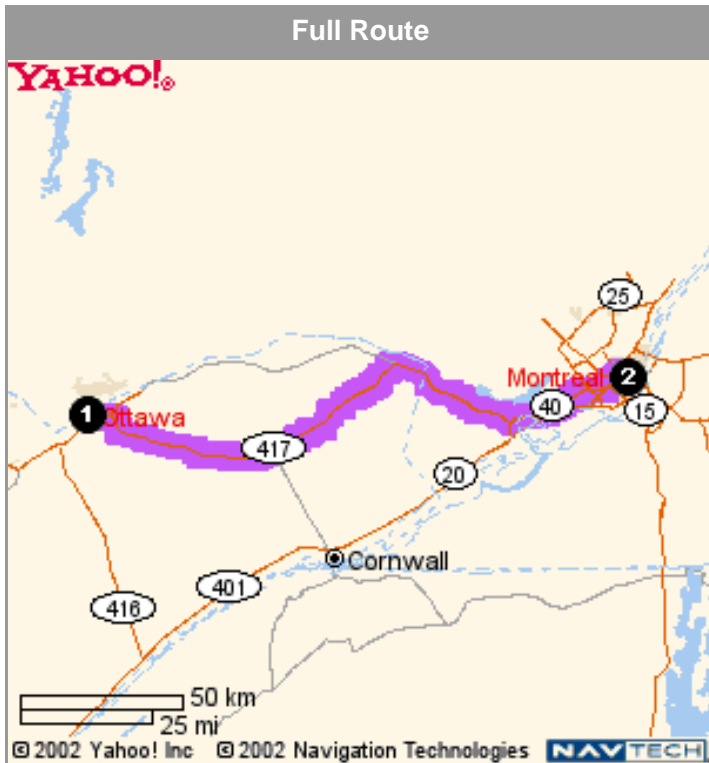 Full Route
YAHOO!®
25
Montreal 2
1 Ottawa
40
15
417
20
Cornwall
401
416
50 km
25 mi
© 2002 Yahoo! Inc © 2002 Navigation Technologies NAVTECH